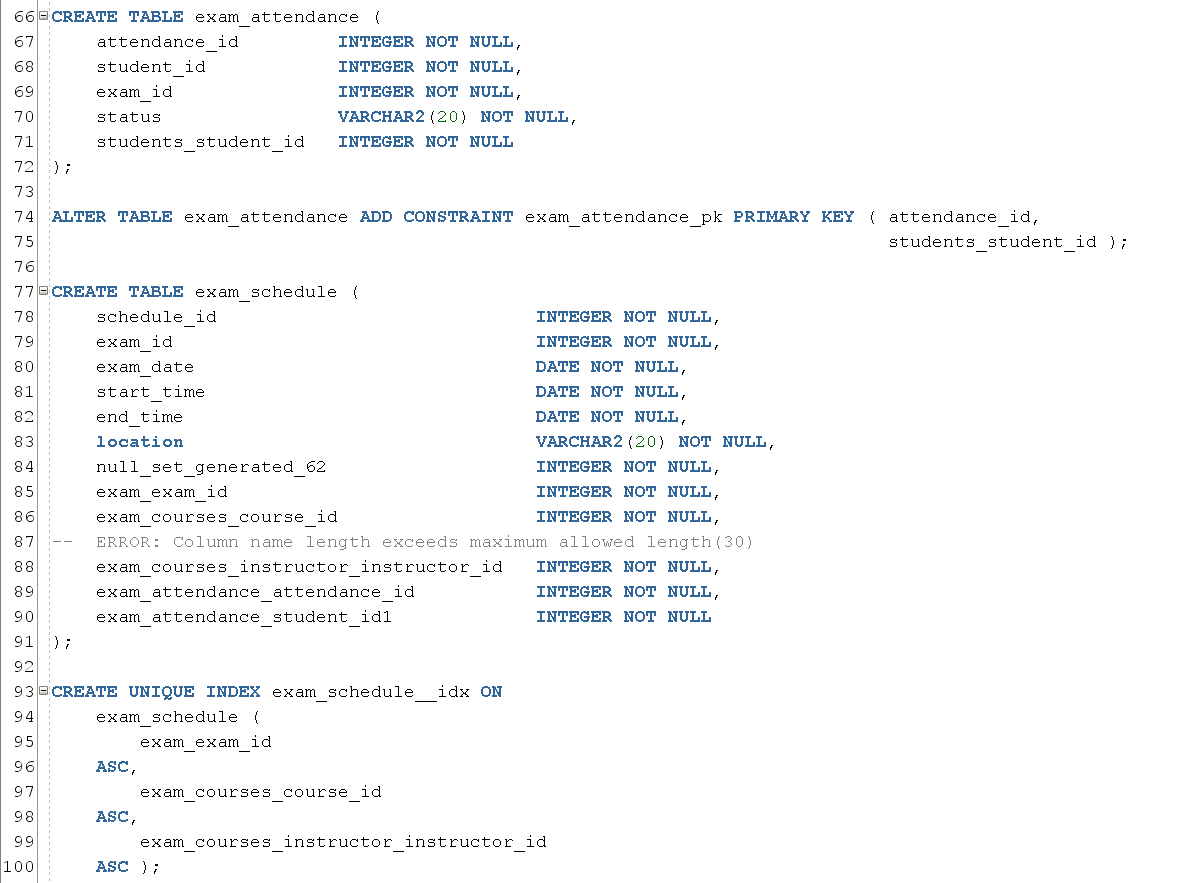 66 CREATE TABLE exam_attendance (
67     attendance_id         INTEGER NOT NULL,
68     student_id            INTEGER NOT NULL,
69     exam_id               INTEGER NOT NULL,
70     status                VARCHAR2(20) NOT NULL,
71     students_student_id   INTEGER NOT NULL
72 );
73
74 ALTER TABLE exam_attendance ADD CONSTRAINT exam_attendance_pk PRIMARY KEY ( attendance_id,
75                                                                             students_student_id );
76
77 CREATE TABLE exam_schedule (
78     schedule_id                             INTEGER NOT NULL,
79     exam_id                                 INTEGER NOT NULL,
80     exam_date                               DATE NOT NULL,
81     start_time                              DATE NOT NULL,
82     end_time                                DATE NOT NULL,
83     location                                VARCHAR2(20) NOT NULL,
84     null_set_generated_62                   INTEGER NOT NULL,
85     exam_exam_id                            INTEGER NOT NULL,
86     exam_courses_course_id                  INTEGER NOT NULL,
87 --  ERROR: Column name length exceeds maximum allowed length(30)
88     exam_courses_instructor_instructor_id   INTEGER NOT NULL,
89     exam_attendance_attendance_id           INTEGER NOT NULL,
90     exam_attendance_student_id1             INTEGER NOT NULL
91 );
92
93 CREATE UNIQUE INDEX exam_schedule__idx ON
94     exam_schedule (
95         exam_exam_id
96     ASC,
97         exam_courses_course_id
98     ASC,
99         exam_courses_instructor_instructor_id
100     ASC );